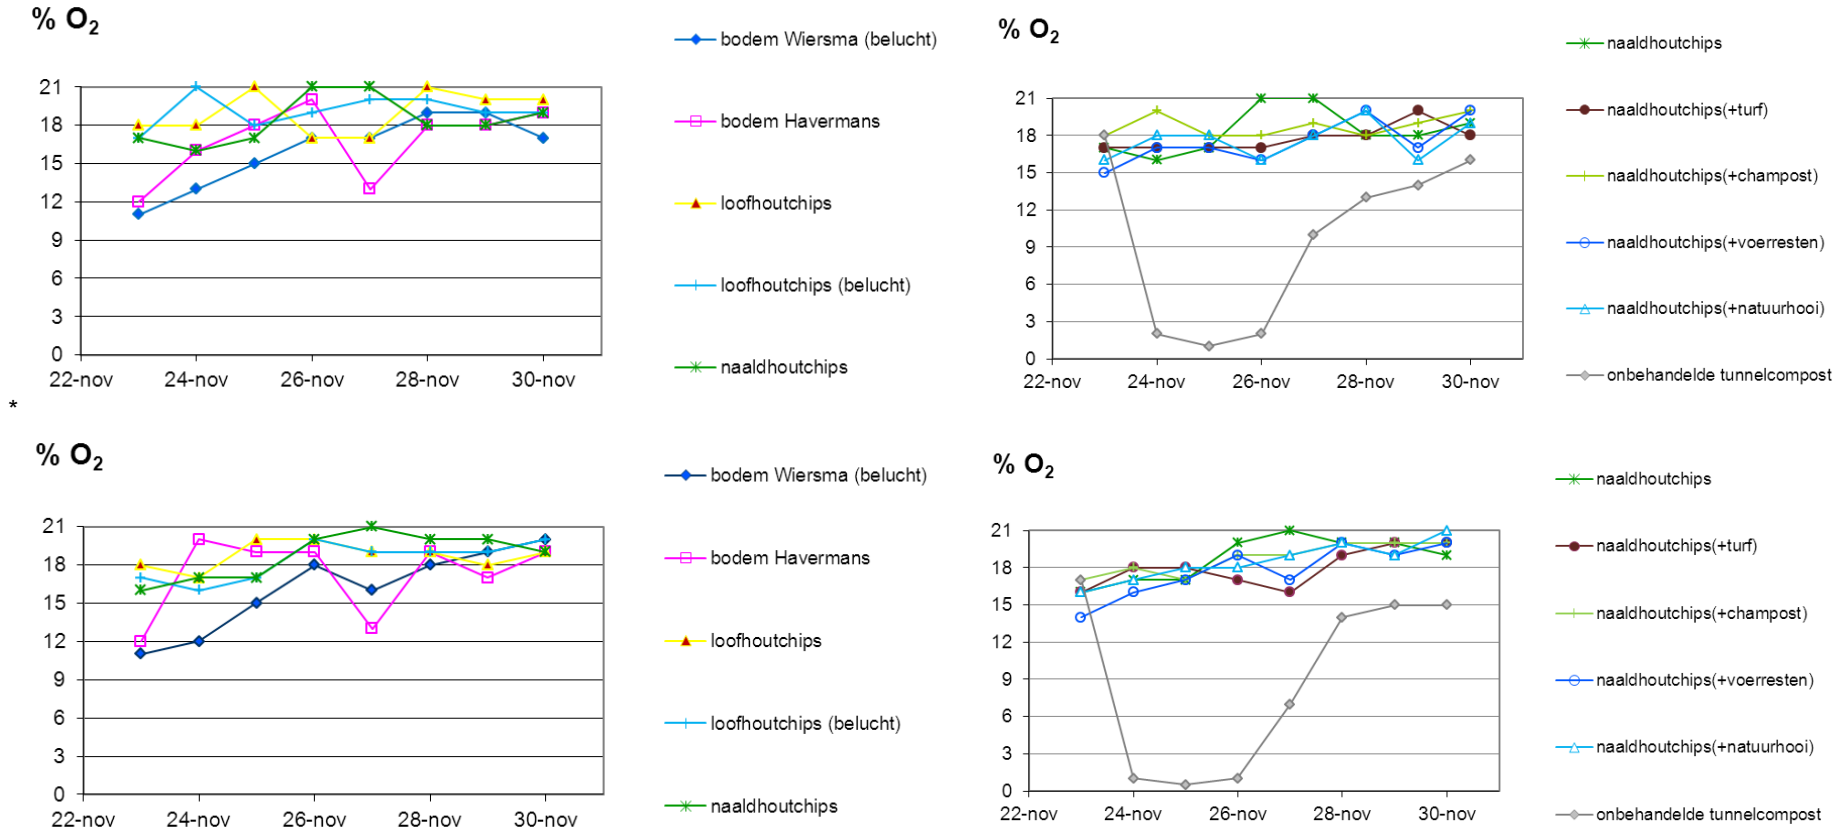 % O2
bodem Wiersma (belucht)
bodem Havermans
loofhoutchips
loofhoutchips (belucht)
naaldhoutchips
21
18
15
12
9
6
3
0
22-nov 24-nov 26-nov 28-nov 30-nov
% O2
naaldhoutchips
naaldhoutchips(+turf)
naaldhoutchips(+champost)
naaldhoutchips(+voerresten)
naaldhoutchips(+natuurhooi)
onbehandelde tunnelcompost
21
18
15
12
9
6
3
0
22-nov 24-nov 26-nov 28-nov 30-nov
*
% O2
bodem Wiersma (belucht)
bodem Havermans
loofhoutchips
loofhoutchips (belucht)
naaldhoutchips
21
18
15
12
9
6
3
0
22-nov 24-nov 26-nov 28-nov 30-nov
% O2
naaldhoutchips
naaldhoutchips(+turf)
naaldhoutchips(+champost)
naaldhoutchips(+voerresten)
naaldhoutchips(+natuurhooi)
onbehandelde tunnelcompost
21
18
15
12
9
6
3
0
22-nov 24-nov 26-nov 28-nov 30-nov